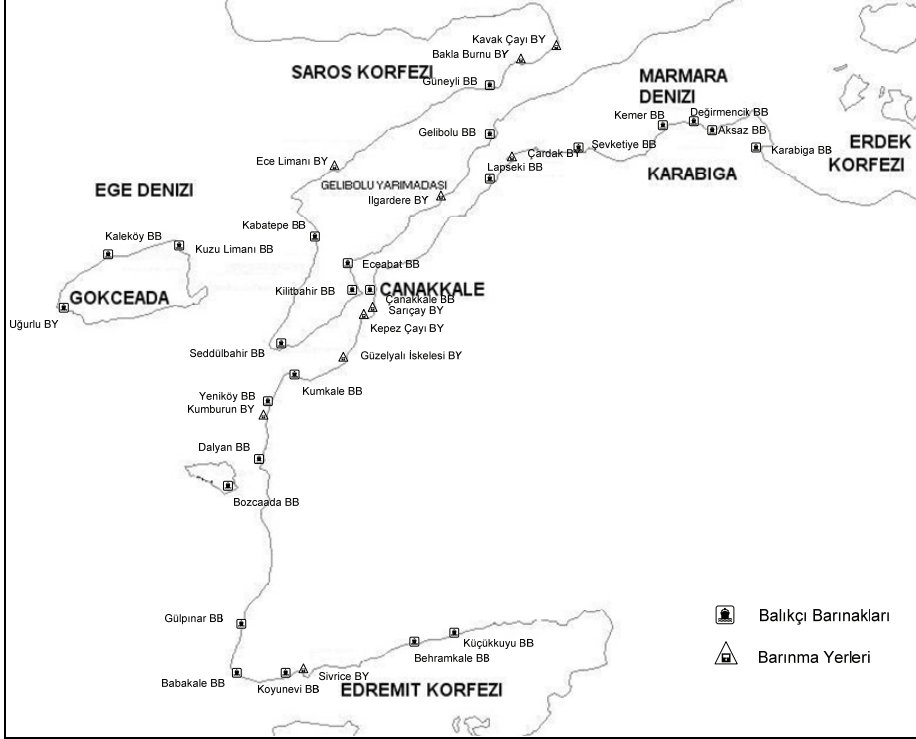 Kavak Çayı BY
Bakla Burnu BY
SAROS KORFEZI
Güneyli BB
MARMARA
DENIZI
Kemer BB
Değirmencik BB
Aksaz BB
Gelibolu BB
Şevketiye BB
Karabiga BB
ERDEK
KORFEZI
KARABIGA
Çardak BY
Lapseki BB
Ece Limanı BY
GELIBOLU YARIMADASI
Ilgardere BY
EGE DENIZI
Kabatepe BB
Kaleköy BB
Kuzu Limanı BB
Eceabat BB
GOKCEADA
Kilitbahir BB
CANAKKALE
Çanakkale BB
Sarıçay BY
Uğurlu BY
Kepez Çayı BY
Seddülbahir BB
Güzelyalı İskelesi BY
Kumkale BB
Yeniköy BB
Kumburun BY
Dalyan BB
Bozcaada BB
Gülpınar BB
Balıkçı Barınakları
Küçükkuyu BB
Behramkale BB
Barınma Yerleri
Sivrice BY
Babakale BB
Koyunevi BB
EDREMIT KORFEZI